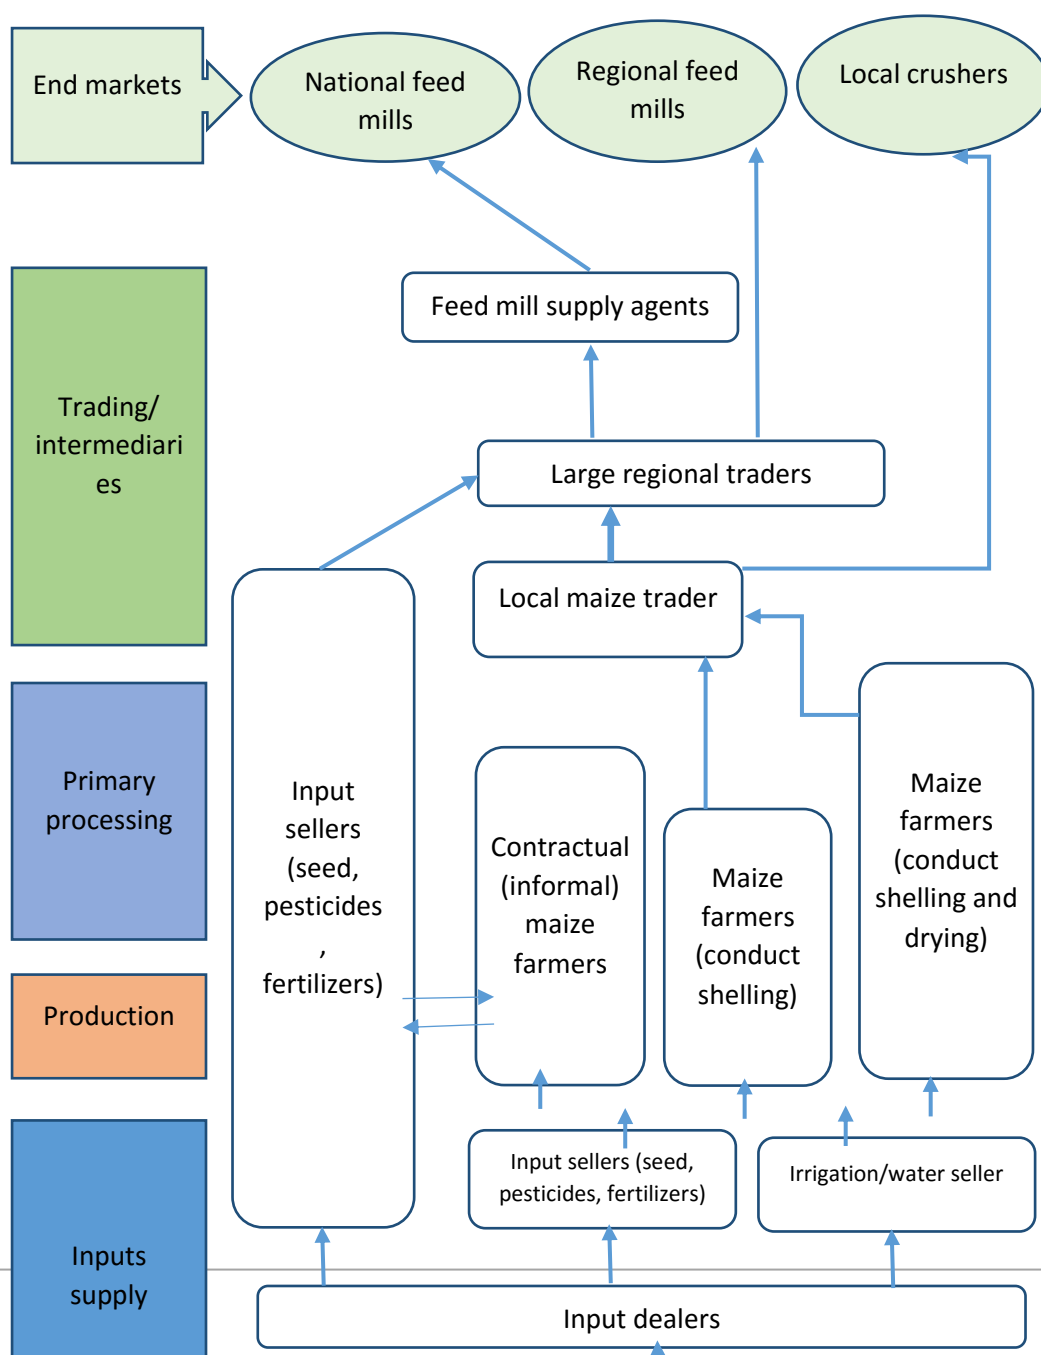 End markets
National feed
mills
Regional feed
mills
Local crushers
Feed mill supply agents
Trading/
intermediari
es
Large regional traders
Local maize trader
Primary
processing
Input
sellers
(seed,
pesticides
,
fertilizers)
Contractual
(informal)
maize
farmers
Maize
farmers
(conduct
shelling)
Maize
farmers
(conduct
shelling and
drying)
Production
Input sellers (seed,
pesticides, fertilizers)
Irrigation/water seller
Inputs
supply
Input dealers